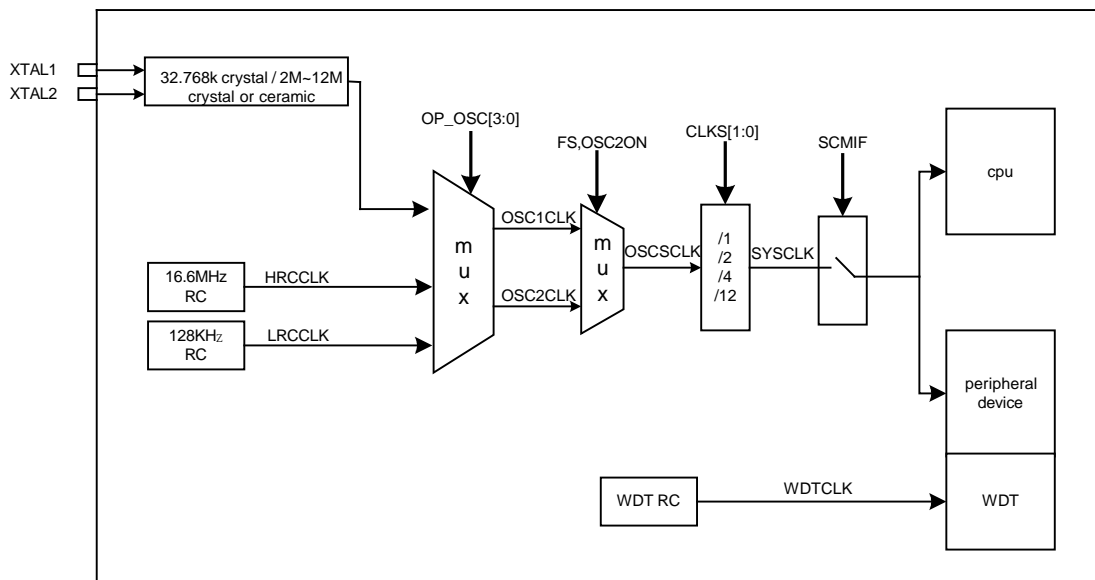 XTAL1
XTAL2
32.768k crystal / 2M~12M
crystal or ceramic
OP_OSC[3:0]
FS,OSC2ON
CLKS[1:0]
SCMIF
cpu
16.6MHz
RC
HRCCLK
128KHz
RC
LRCCLK
mux
OSC1CLK
OSC2CLK
mux
OSCSCLK
/1
/2
/4
/12
SYSCLK
peripheral
device
WDT RC
WDTCLK
WDT